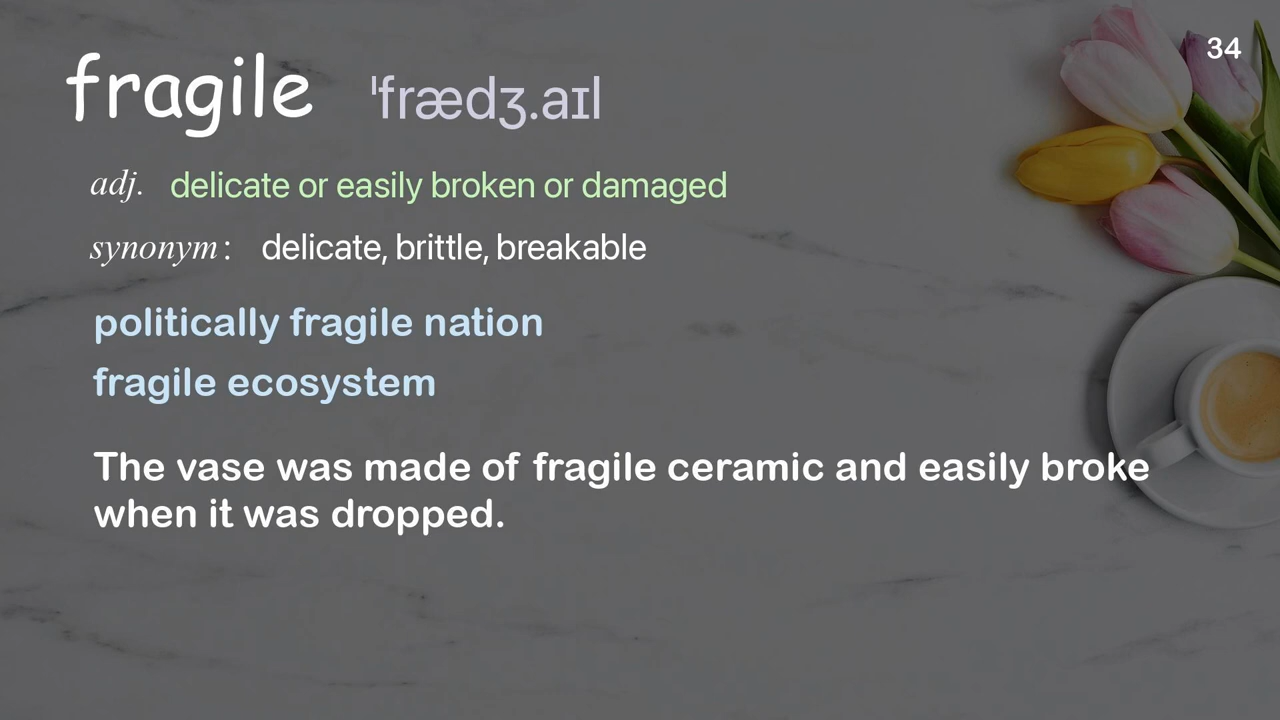 34
fragile ˈfrædʒ.aɪl
adj. delicate or easily broken or damaged
synonym: delicate, brittle, breakable
politically fragile nation
fragile ecosystem
The vase was made of fragile ceramic and easily broke
when it was dropped.